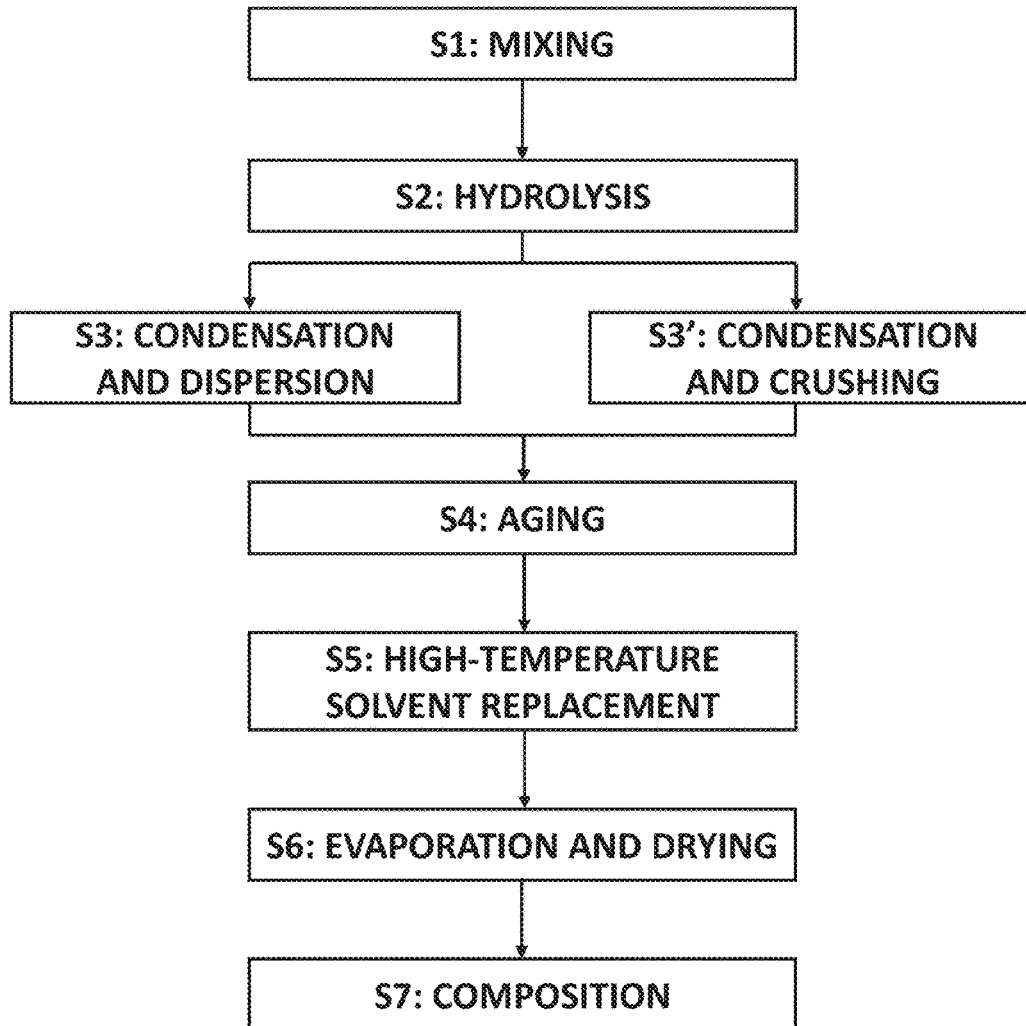 S1: MIXING
S2: HYDROLYSIS
S3: CONDENSATION
AND DISPERSION
S3': CONDENSATION
AND CRUSHING
S4: AGING
S5: HIGH-TEMPERATURE
SOLVENT REPLACEMENT
S6: EVAPORATION AND DRYING
S7: COMPOSITION